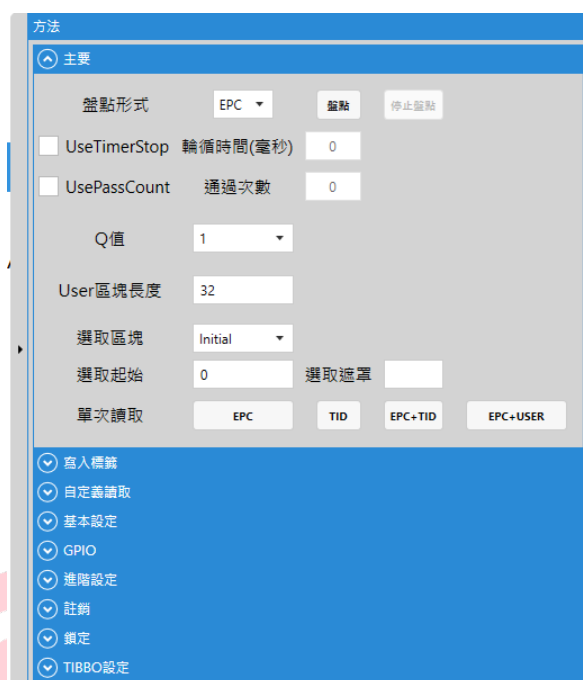 方法
主要
盤點形式 EPC 盤點 停止盤點
UseTimerStop 輪循時間(毫秒) 0
UsePassCount 通過次數 0
Q值 1
User區塊長度 32
選取區塊 Initial
選取起始 0 選取遮罩
單次讀取 EPC TID EPC+TID EPC+USER
寫入標籤
自定義讀取
基本設定
GPIO
進階設定
註銷
鎖定
TIBBO設定